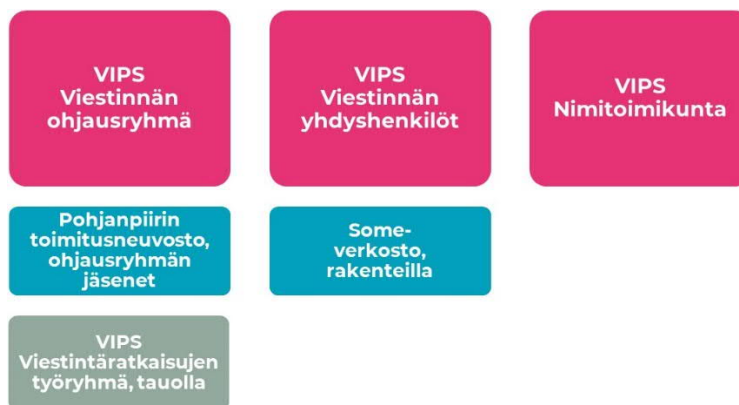 VIPS
Viestinnän
ohjausryhmä
VIPS
Viestinnän
yhdyshenkilöt
VIPS
Nimitoimikunta
Pohjanpiirin
toimitusneuvosto,
ohjausryhmän
jäsenet
Some-
verkosto,
rakenteilla
VIPS
Viestintäratkaisujen
työryhmä, tauolla